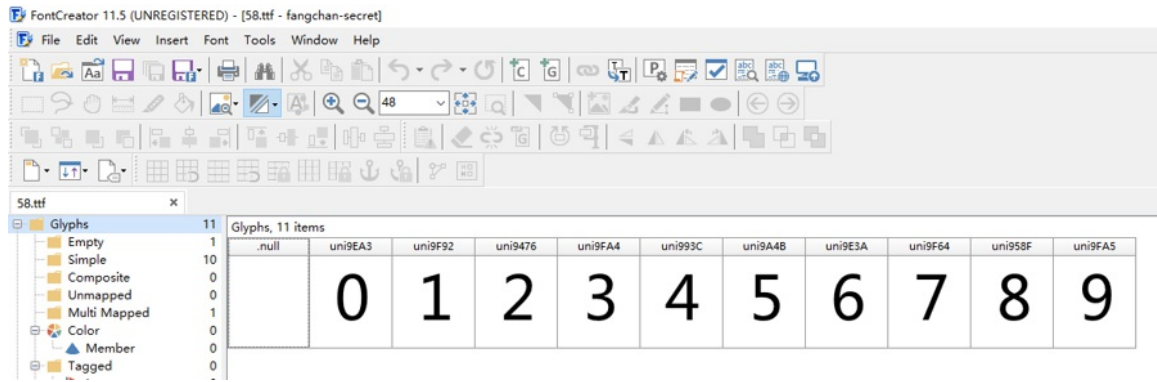 FontCreator 11.5 (UNREGISTERED) - [58.ttf - fangchan-secret]
File Edit View Insert Font Tools Window Help
48
58.ttf ×
Glyphs 11
Empty 1
Simple 10
Composite 0
Unmapped 0
Multi Mapped 1
Color 0
Member 0
Tagged 0
Glyphs, 11 items
.null uni9EA3 uni9F92 uni9476 uni9FA4 uni993C uni9A4B uni9E3A uni9F64 uni958F uni9FA5
0 1 2 3 4 5 6 7 8 9